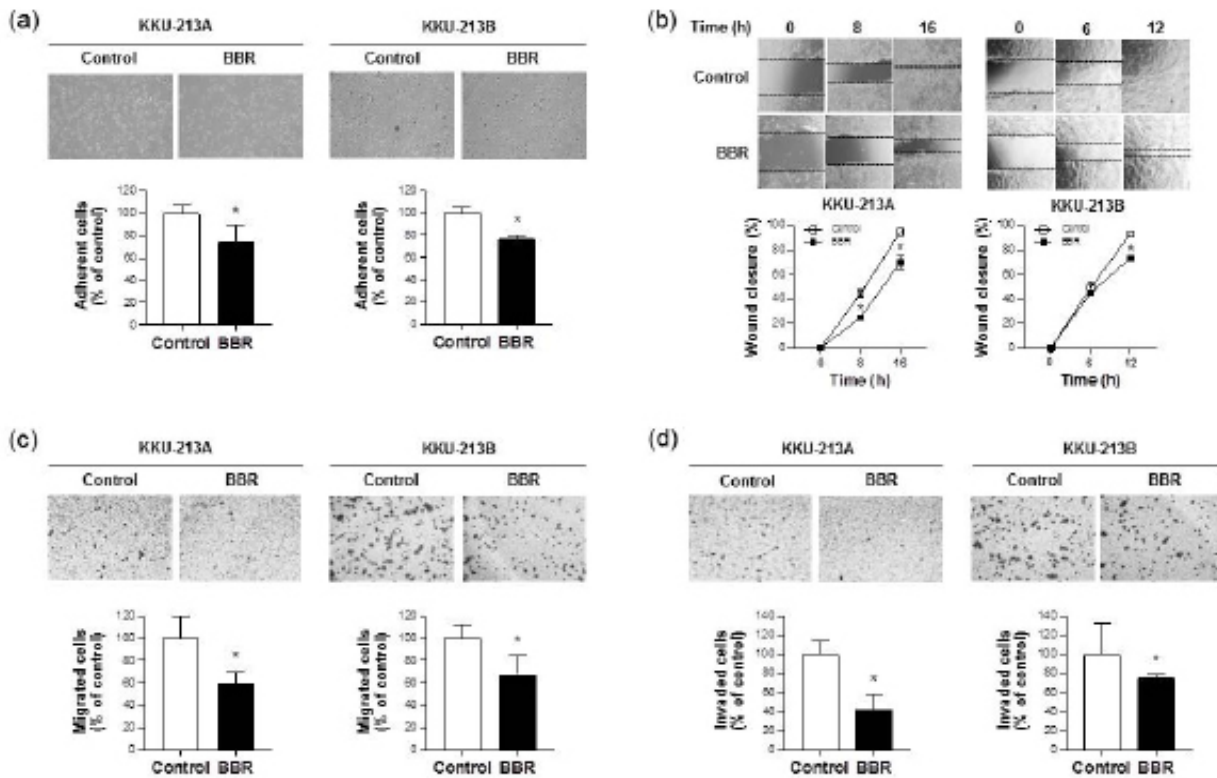 (a)
KKU-213A
KKU-213B
Control BBR
Control BBR
Adherent cells
(% of control)
120
100
80
60
40
20
0
*
Control BBR
Adherent cells
(% of control)
120
100
80
60
40
20
0
*
Control BBR
(b)
Time (h) 0 8 16 0 6 12
Control
BBR
KKU-213A
Wound closure (%)
100
80
60
40
20
0
Control
BBR
*
*
0 8 16
Time (h)
KKU-213B
Wound closure (%)
100
80
60
40
20
0
Control
BBR
*
0 6 12
Time (h)
(c)
KKU-213A
KKU-213B
Control BBR
Control BBR
Migrated cells
(% of control)
120
100
80
60
40
20
0
*
Control BBR
Migrated cells
(% of control)
120
100
80
60
40
20
0
*
Control BBR
(d)
KKU-213A
KKU-213B
Control BBR
Control BBR
Invaded cells
(% of control)
140
120
100
80
60
40
20
0
*
Control BBR
Invaded cells
(% of control)
140
120
100
80
60
40
20
0
*
Control BBR